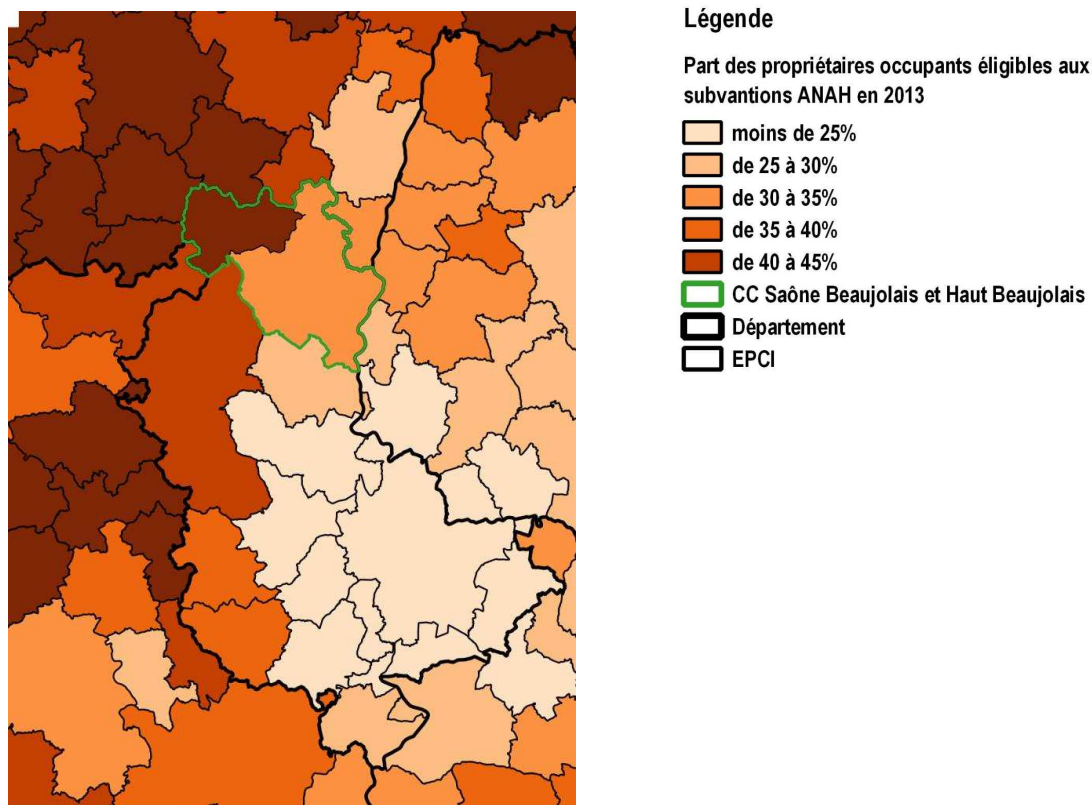 Légende
Part des propriétaires occupants éligibles aux
subvantions ANAH en 2013
moins de 25%
de 25 à 30%
de 30 à 35%
de 35 à 40%
de 40 à 45%
CC Saône Beaujolais et Haut Beaujolais
Département
EPCI